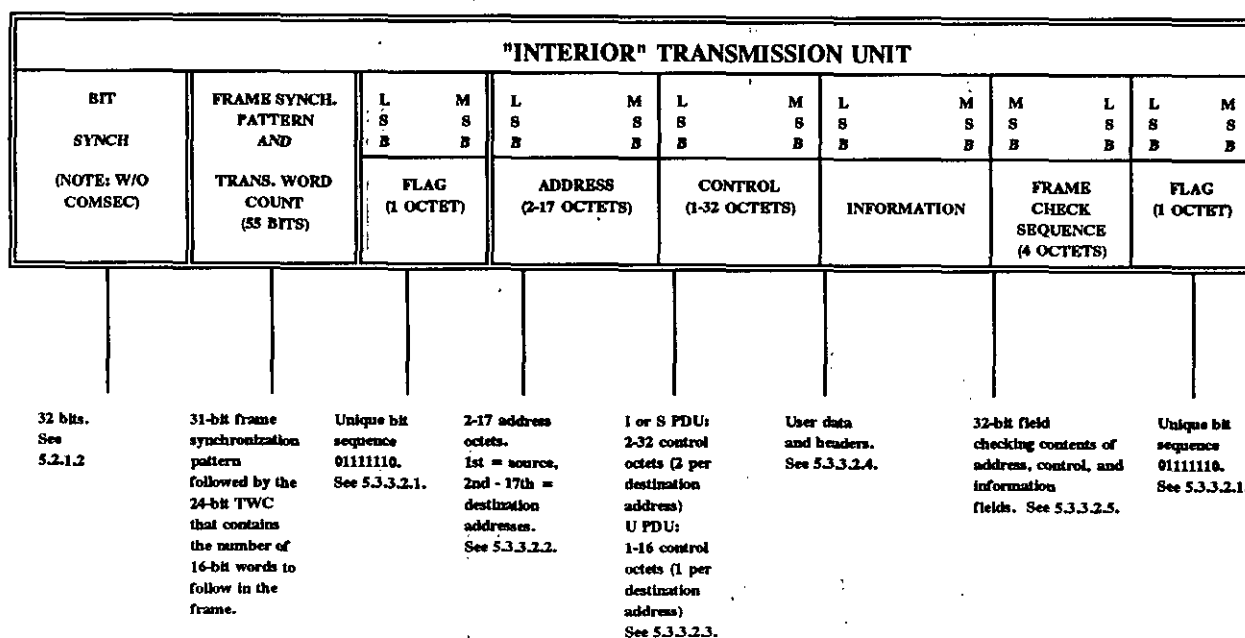 "INTERIOR" TRANSMISSION UNIT
BIT
SYNCH
(NOTE: W/O
COMSEC)
FRAME SYNCH.
PATTERN
AND
TRANS. WORD
COUNT
(55 BITS)
L M
S S
B B
FLAG
(1 OCTET)
L M
S S
B B
ADDRESS
(2-17 OCTETS)
L M
S S
B B
CONTROL
(1-32 OCTETS)
L M
S S
B B
INFORMATION
M L
S S
B B
FRAME
CHECK
SEQUENCE
(4 OCTETS)
L M
S S
B B
FLAG
(1 OCTET)
32 bits.
See
5.2.1.2
31-bit frame
synchronization
pattern
followed by the
24-bit TWC
that contains
the number of
16-bit words to
follow in the
frame.
Unique bit
sequence
01111110.
See 5.3.3.2.1.
2-17 address
octets.
1st = source,
2nd - 17th =
destination
addresses.
See 5.3.3.2.2.
I or S PDU:
2-32 control
octets (2 per
destination
address)
U PDU:
1-16 control
octets (1 per
destination
address)
See 5.3.3.2.3.
User data
and headers.
See 5.3.3.2.4.
32-bit field
checking contents of
address, control, and
information
fields. See 5.3.3.2.5.
Unique bit
sequence
01111110.
See 5.3.3.2.1